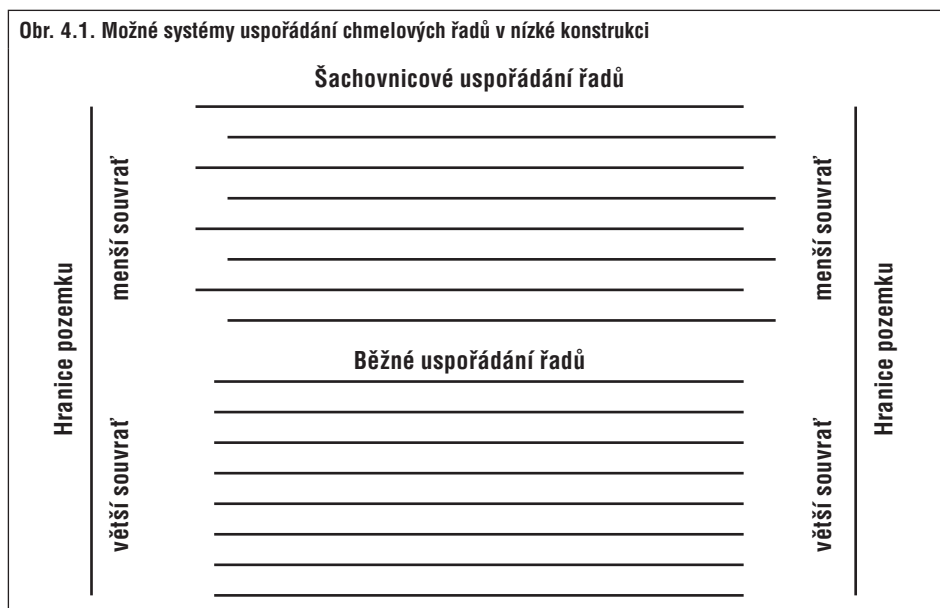 Obr. 4.1. Možné systémy uspořádání chmelových řadů v nízké konstrukci
Šachovnicové uspořádání řadů
Hranice pozemku
menší souvrať
menší souvrať
Hranice pozemku
Běžné uspořádání řadů
větší souvrať
větší souvrať